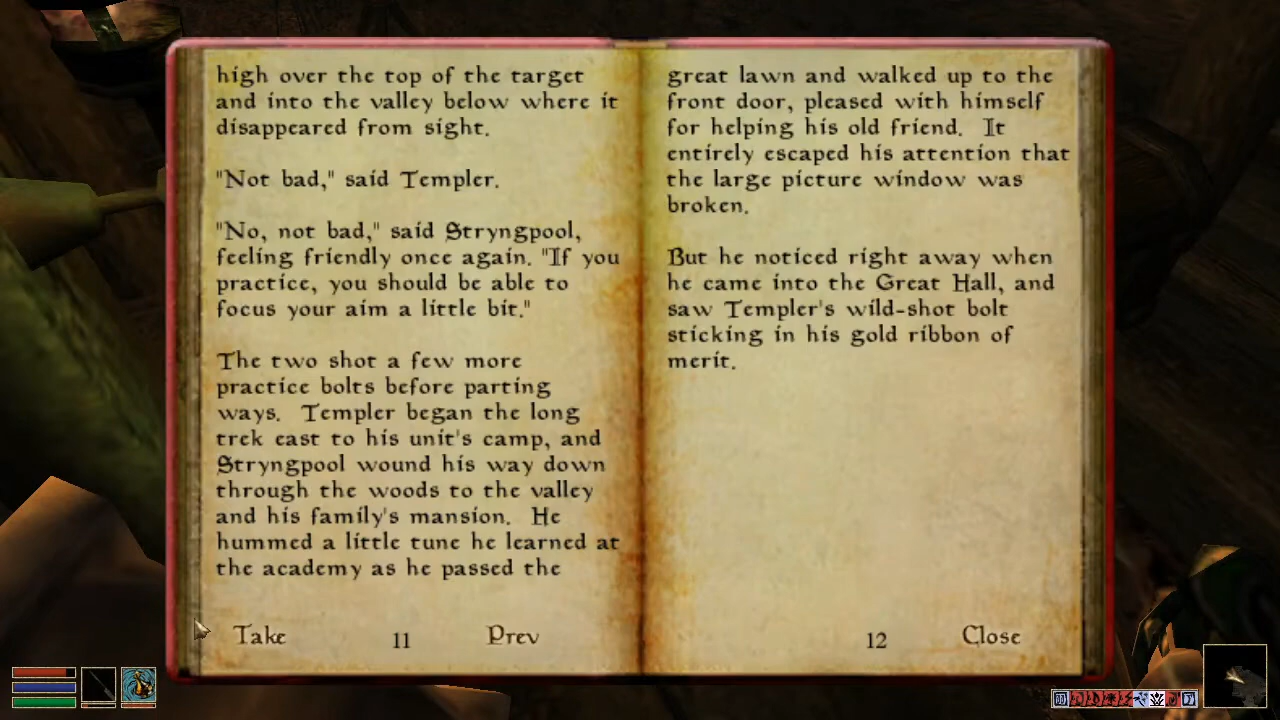 high over the top of the target
and into the valley below where it
disappeared from sight.
"Not bad," said Templer.
"No, not bad," said Stryngpool,
feeling friendly once again. "If you
practice, you should be able to
focus your aim a little bit."
The two shot a few more
practice bolts before parting
ways. Templer began the long
trek east to his unit's camp, and
Stryngpool wound his way down
through the woods to the valley
and his family's mansion. He
hummed a little tune he learned at
the academy as he passed the
great lawn and walked up to the
front door, pleased with himself
for helping his old friend. It
entirely escaped his attention that
the large picture window was
broken.
But he noticed right away when
he came into the Great Hall, and
saw Templer's wild-shot bolt
sticking in his gold ribbon of
merit.
Take 11 Prev 12 Close